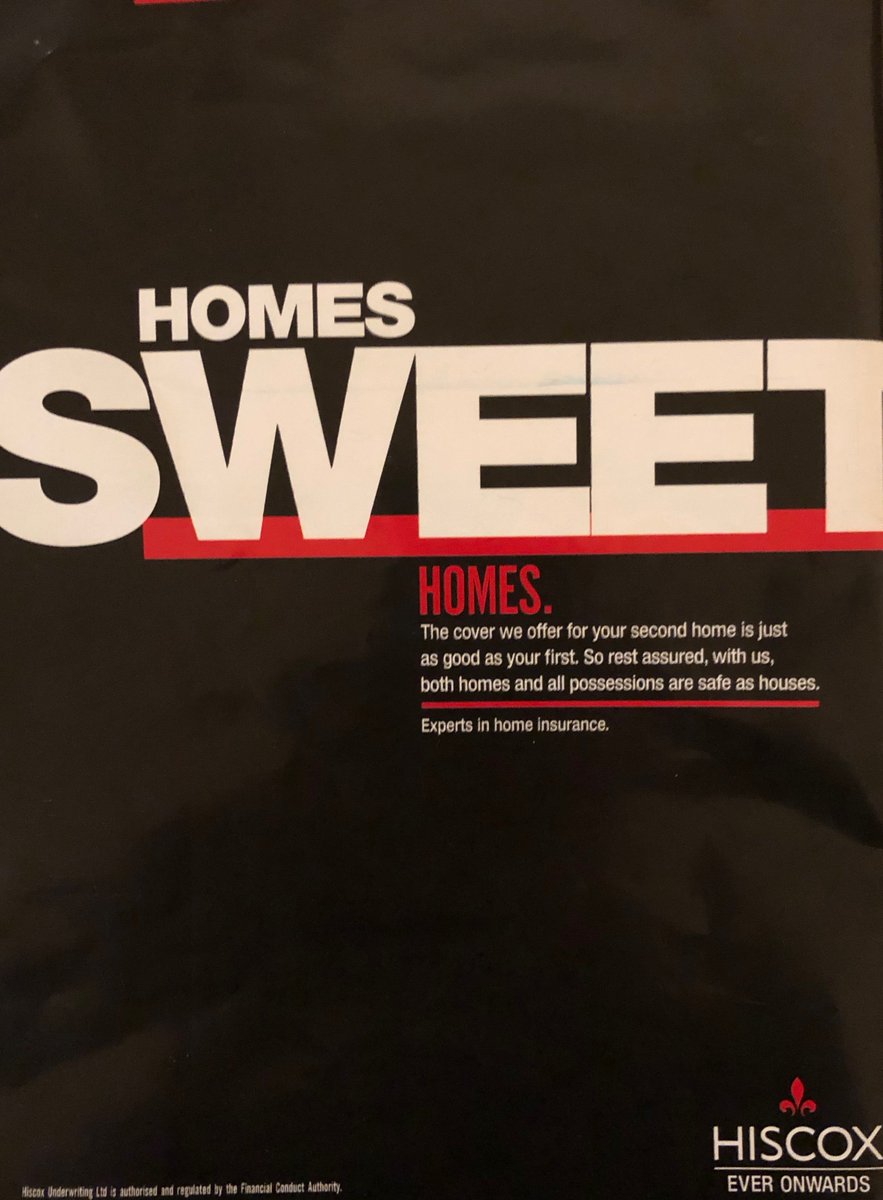 HOMES
SWEET
HOMES.
The cover we offer for your second home is just
as good as your first. So rest assured, with us,
both homes and all possessions are safe as houses.
Experts in home insurance.
HISCOX
EVER ONWARDS
Hiscox Underwriting Ltd is authorised and regulated by the Financial Conduct Authority.